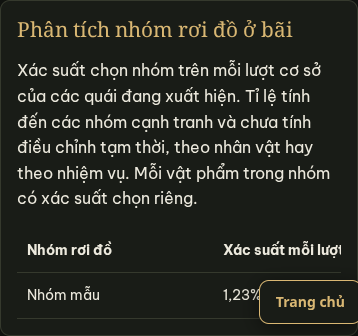 Phân tích nhóm rơi đồ ở bãi
Xác suất chọn nhóm trên mỗi lượt cơ sở
của các quái đang xuất hiện. Tỉ lệ tính
đến các nhóm cạnh tranh và chưa tính
điều chỉnh tạm thời, theo nhân vật hay
theo nhiệm vụ. Mỗi vật phẩm trong nhóm
có xác suất chọn riêng.
Nhóm rơi đồ Xác suất mỗi lượt
Nhóm mẫu 1,23%
Trang chủ